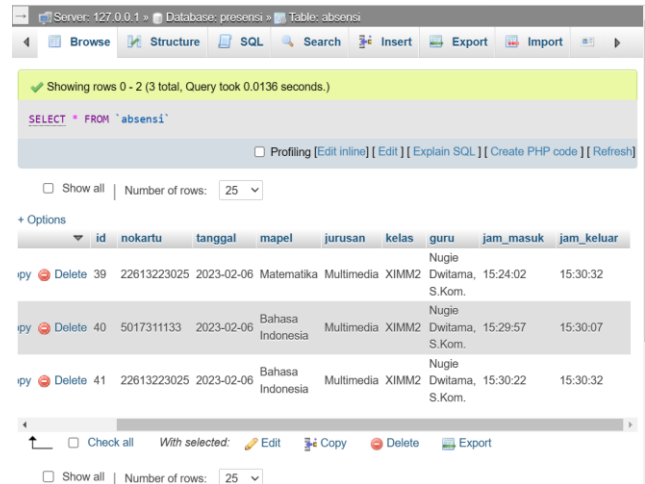 Server: 127.0.0.1 » Database: presensi » Table: absensi
Browse Structure SQL Search Insert Export Import
Showing rows 0 - 2 (3 total, Query took 0.0136 seconds.)
SELECT * FROM `absensi`
Profiling [Edit inline] [ Edit ] [ Explain SQL ] [ Create PHP code ] [ Refresh]
Show all | Number of rows: 25
+ Options
id nokartu tanggal mapel jurusan kelas guru jam_masuk jam_keluar
opy Delete 39 22613223025 2023-02-06 Matematika Multimedia XIMM2 Nugie Dwitama, S.Kom. 15:24:02 15:30:32
opy Delete 40 5017311133 2023-02-06 Bahasa Indonesia Multimedia XIMM2 Nugie Dwitama, S.Kom. 15:29:57 15:30:07
opy Delete 41 22613223025 2023-02-06 Bahasa Indonesia Multimedia XIMM2 Nugie Dwitama, S.Kom. 15:30:22 15:30:32
Check all With selected: Edit Copy Delete Export
Show all | Number of rows: 25